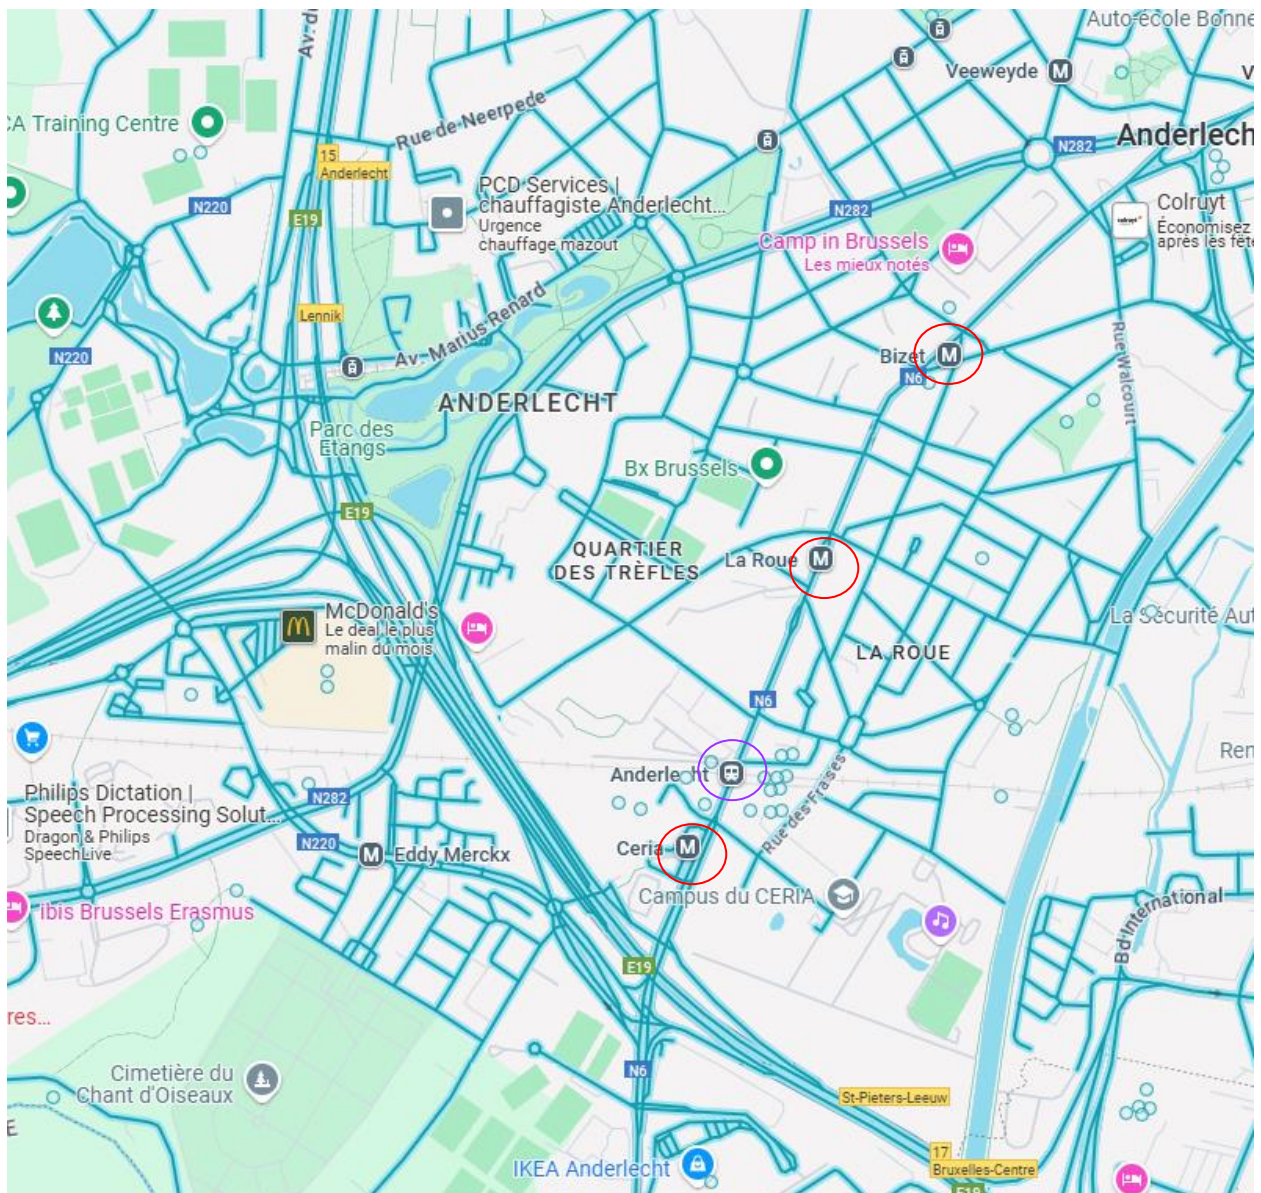 Auto-école Bonne
Veeweyde
CA Training Centre
Rue de Neerpede
N282
Anderlech
15
Anderlecht
PCD Services |
chauffagiste Anderlecht...
Urgence
chauffage mazout
N220
E19
N282
Colruyt
Économisez
après les fête
Camp in Brussels
Les mieux notés
Lennik
Av. Marius Renard
N220
Bizet
N6
Rue Walcourt
ANDERLECHT
Parc des
Etangs
Bx Brussels
E19
QUARTIER
DES TRÈFLES
La Roue
McDonald's
Le deal le plus
malin du mois
La Sécurité Aut
LA ROUE
N6
Ren
Anderlecht
Philips Dictation |
Speech Processing Solut...
Dragon & Philips
SpeechLive
N282
N220
Eddy Merckx
Ceria
Rue des Frases
Campus du CERIA
ibis Brussels Erasmus
Bd International
E19
res...
Cimetière du
Chant d'Oiseaux
N6
St-Pieters-Leeuw
E
IKEA Anderlecht
17
Bruxelles-Centre
E19